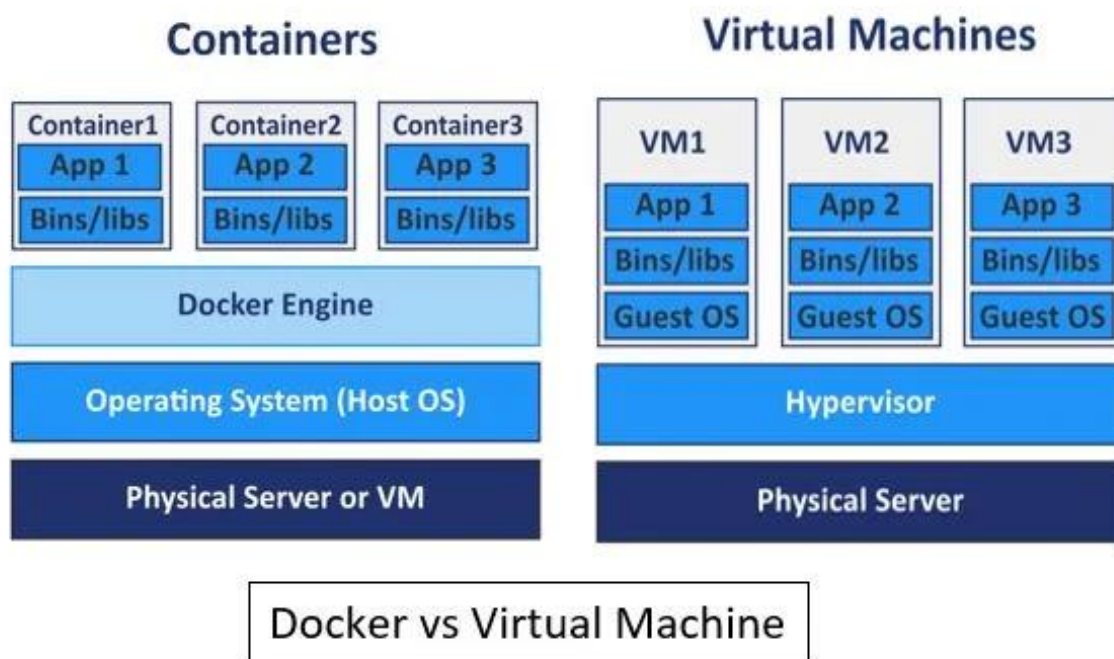 Containers
Container1
App 1
Bins/libs
Container2
App 2
Bins/libs
Container3
App 3
Bins/libs
Docker Engine
Operating System (Host OS)
Physical Server or VM
Virtual Machines
VM1
App 1
Bins/libs
Guest OS
VM2
App 2
Bins/libs
Guest OS
VM3
App 3
Bins/libs
Guest OS
Hypervisor
Physical Server
Docker vs Virtual Machine